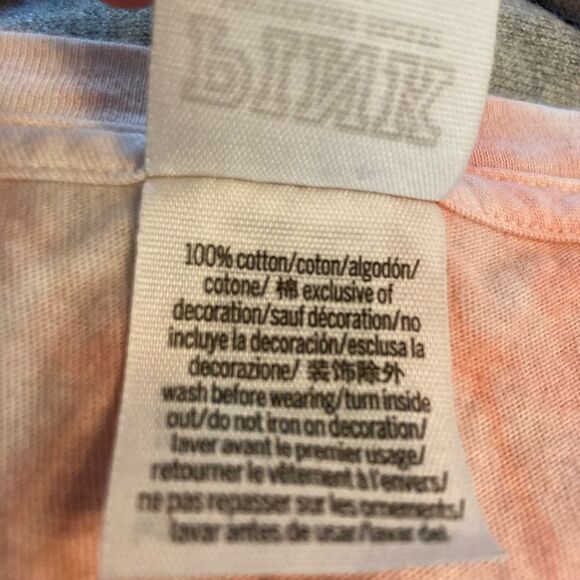 PINK
100% cotton/coton/algodón/
cotone/ 棉 exclusive of
decoration/sauf décoration/no
incluye la decoración/esclusa la
decorazione/ 装饰除外
wash before wearing/turn inside
out/do not iron on decoration/
laver avant le premier usage/
retourner le vêtement à l'envers/
ne pas repasser sur les ornements/
lavar antes de usar/lavar del